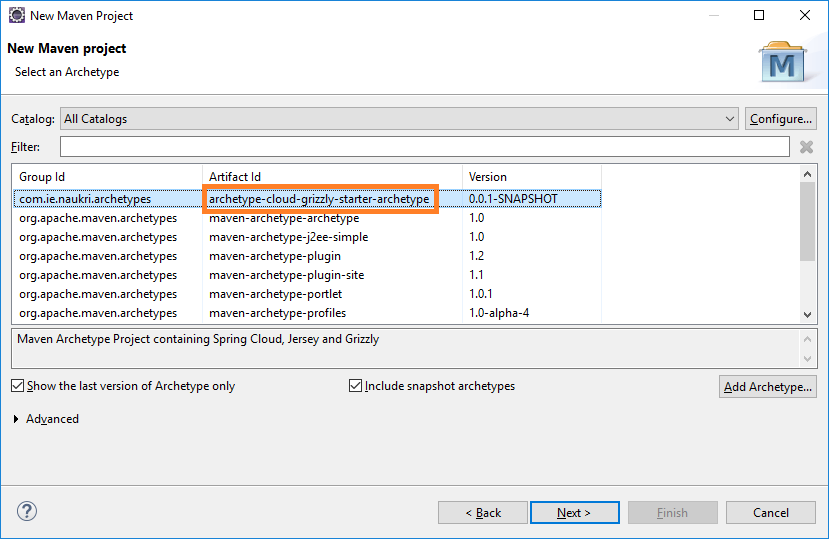 New Maven Project
New Maven project
Select an Archetype
M
Catalog: All Catalogs Configure...
Filter:
Group Id Artifact Id Version
com.ie.naukri.archetypes archetype-cloud-grizzly-starter-archetype 0.0.1-SNAPSHOT
org.apache.maven.archetypes maven-archetype-archetype 1.0
org.apache.maven.archetypes maven-archetype-j2ee-simple 1.0
org.apache.maven.archetypes maven-archetype-plugin 1.2
org.apache.maven.archetypes maven-archetype-plugin-site 1.1
org.apache.maven.archetypes maven-archetype-portlet 1.0.1
org.apache.maven.archetypes maven-archetype-profiles 1.0-alpha-4
Maven Archetype Project containing Spring Cloud, Jersey and Grizzly
Show the last version of Archetype only Include snapshot archetypes Add Archetype...
Advanced
? < Back Next > Finish Cancel